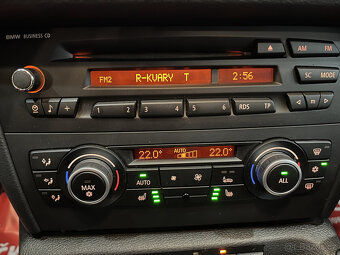 BMW BUSINESS CD
AM FM
FM2 R-KVARY T 2:56
SC MODE
1 2 3 4 5 6 RDS 7
22.0° AUTO 22.0°
MAX AUTO ALL